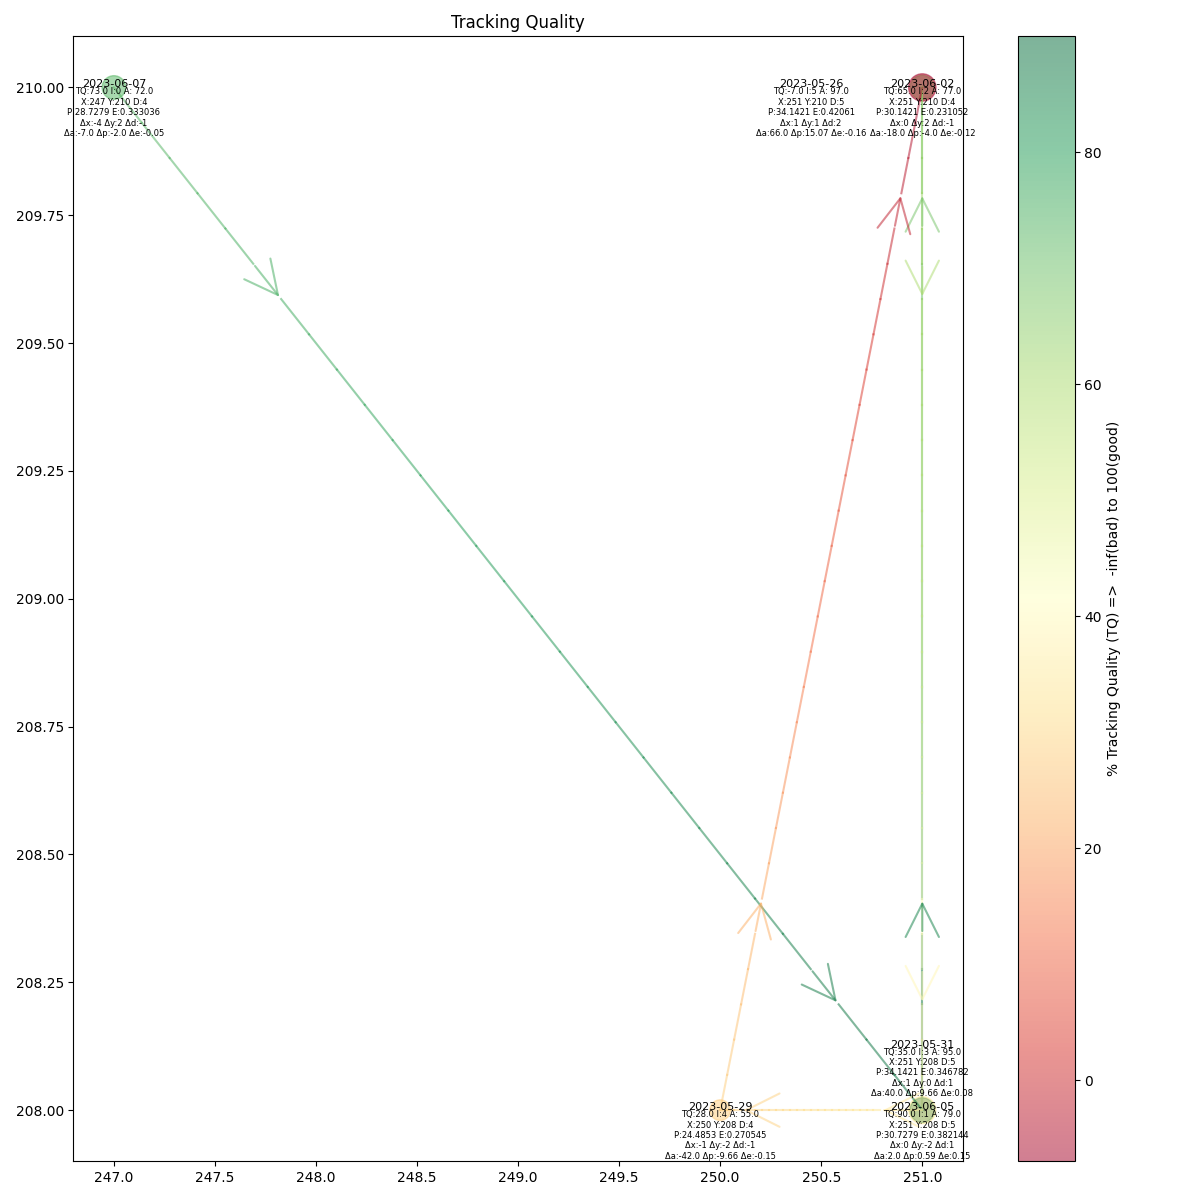 Tracking Quality
2023-06-07
TQ:73.0 I:0 A: 72.0
X:247 Y:210 D:4
P:28.7279 E:0.333036
Δx:-4 Δy:2 Δd:-1
Δa:-7.0 Δp:-2.0 Δe:-0.05
2023-05-26
TQ:-7.0 I:5 A: 97.0
X:251 Y:210 D:5
P:34.1421 E:0.42061
Δx:1 Δy:1 Δd:2
Δa:66.0 Δp:15.07 Δe:-0.16
2023-06-02
TQ:65.0 I:2 A: 77.0
X:251 Y:210 D:4
P:30.1421 E:0.231052
Δx:0 Δy:2 Δd:-1
Δa:-18.0 Δp:-4.0 Δe:-0.12
2023-05-31
TQ:35.0 I:3 A: 95.0
X:251 Y:208 D:5
P:34.1421 E:0.346782
Δx:1 Δy:0 Δd:1
Δa:40.0 Δp:9.66 Δe:0.08
2023-05-29
TQ:28.0 I:4 A: 55.0
X:250 Y:208 D:4
P:24.4853 E:0.270545
Δx:-1 Δy:-2 Δd:-1
Δa:-42.0 Δp:-9.66 Δe:-0.15
2023-06-05
TQ:90.0 I:1 A: 79.0
X:251 Y:208 D:5
P:30.7279 E:0.382144
Δx:0 Δy:-2 Δd:1
Δa:2.0 Δp:0.59 Δe:0.15
210.00
209.75
209.50
209.25
209.00
208.75
208.50
208.25
208.00
247.0 247.5 248.0 248.5 249.0 249.5 250.0 250.5 251.0
80
60
40
20
0
% Tracking Quality (TQ) => -inf(bad) to 100(good)